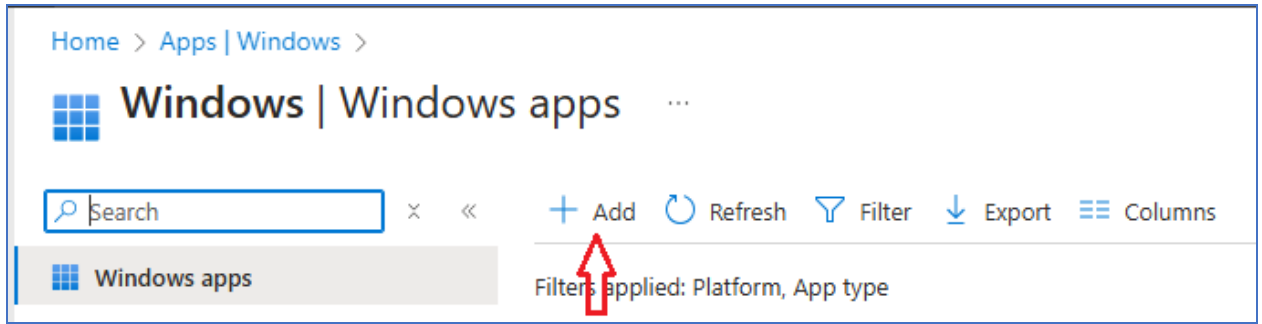 Home > Apps | Windows >
Windows | Windows apps ...
Search
Add Refresh Filter Export Columns
Windows apps
Filters applied: Platform, App type